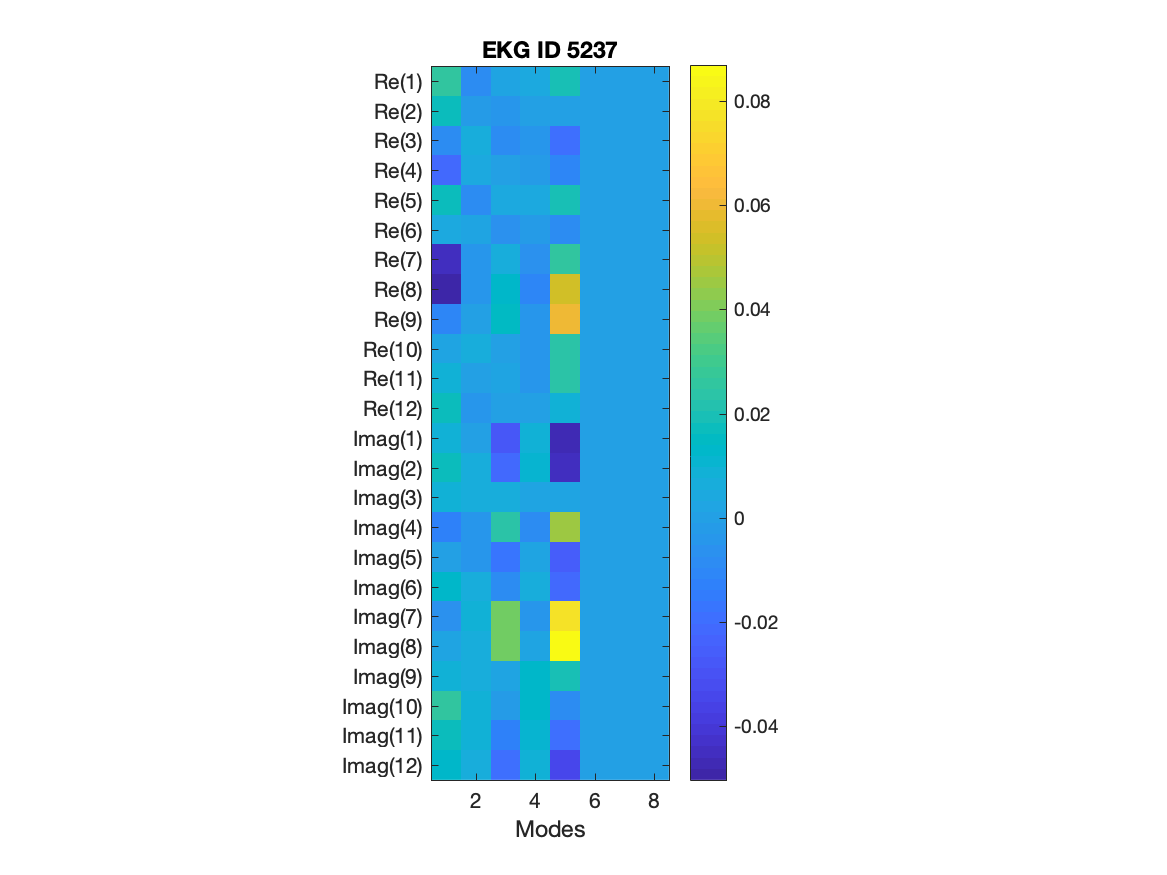 EKG ID 5237
Re(1)
Re(2)
Re(3)
Re(4)
Re(5)
Re(6)
Re(7)
Re(8)
Re(9)
Re(10)
Re(11)
Re(12)
Imag(1)
Imag(2)
Imag(3)
Imag(4)
Imag(5)
Imag(6)
Imag(7)
Imag(8)
Imag(9)
Imag(10)
Imag(11)
Imag(12)
2 4 6 8
Modes
0.08
0.06
0.04
0.02
0
-0.02
-0.04